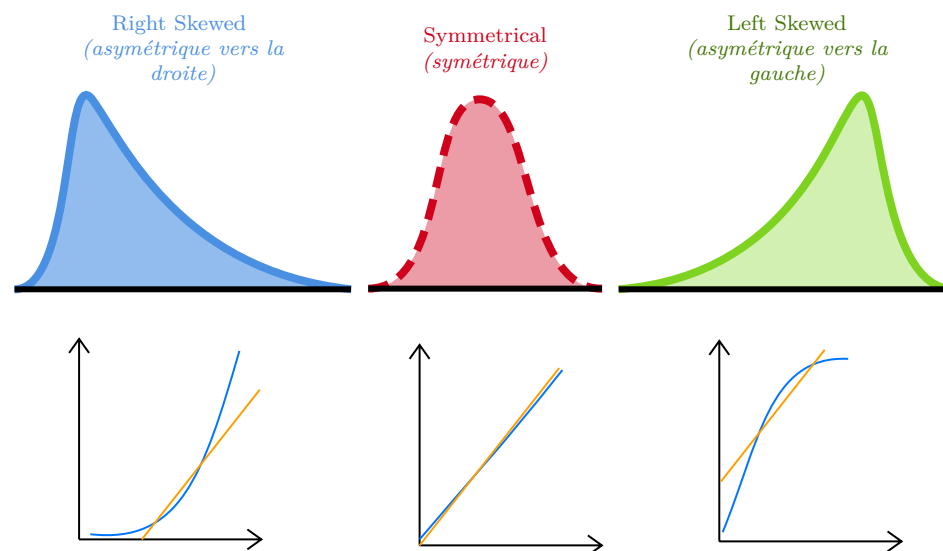 Right Skewed
(asymétrique vers la
droite)
Symmetrical
(symétrique)
Left Skewed
(asymétrique vers la
gauche)